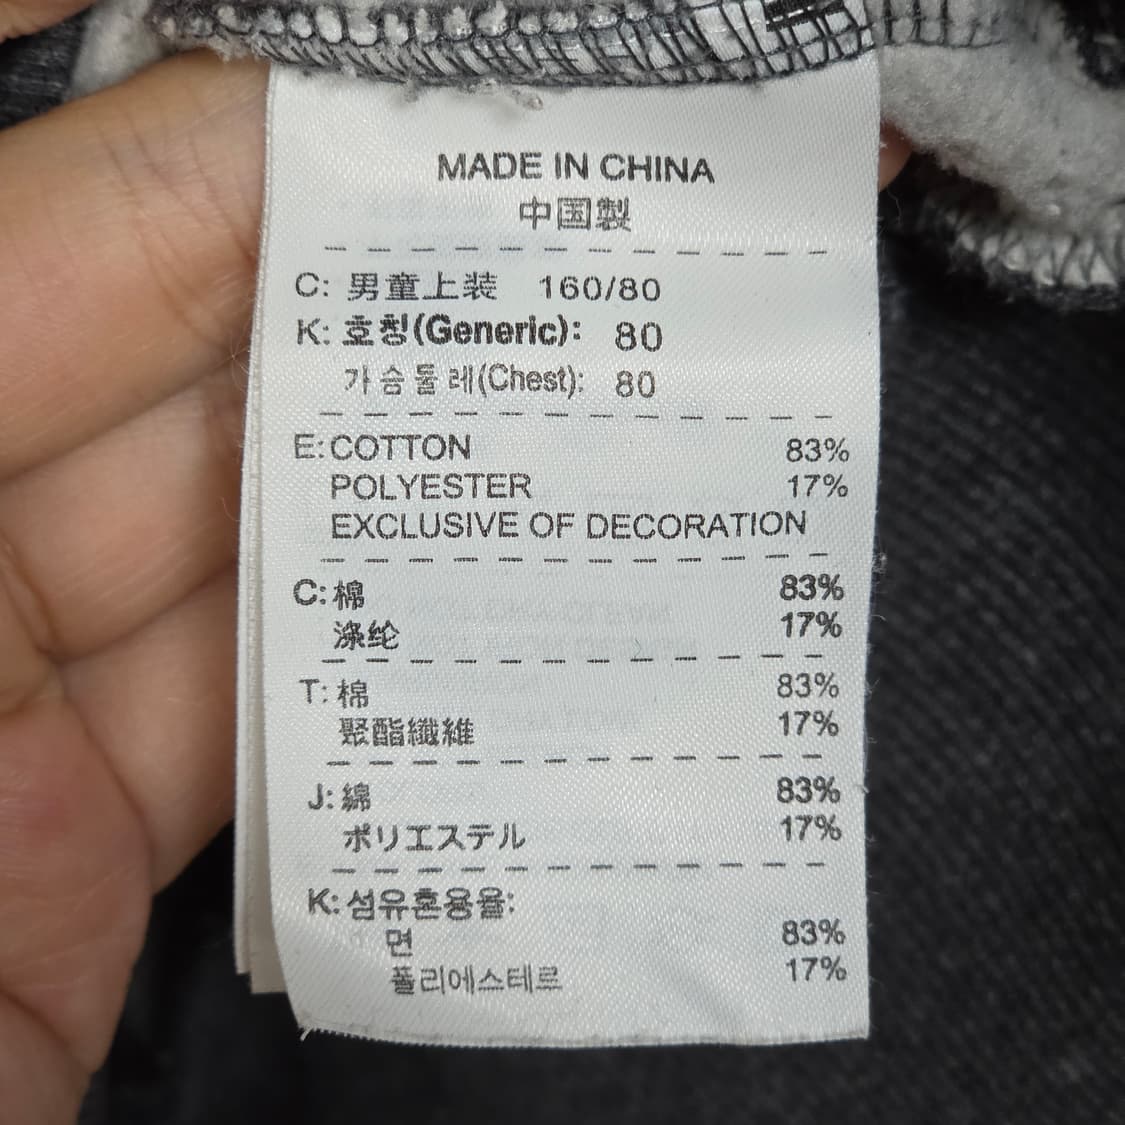 MADE IN CHINA
中国製
C: 男童上装 160/80
K: 호칭(Generic): 80
가슴둘레(Chest): 80
E: COTTON 83%
POLYESTER 17%
EXCLUSIVE OF DECORATION
C: 棉 83%
涤纶 17%
T: 棉 83%
聚酯纖維 17%
J: 綿 83%
ポリエステル 17%
K: 섬유혼용율:
면 83%
폴리에스테르 17%